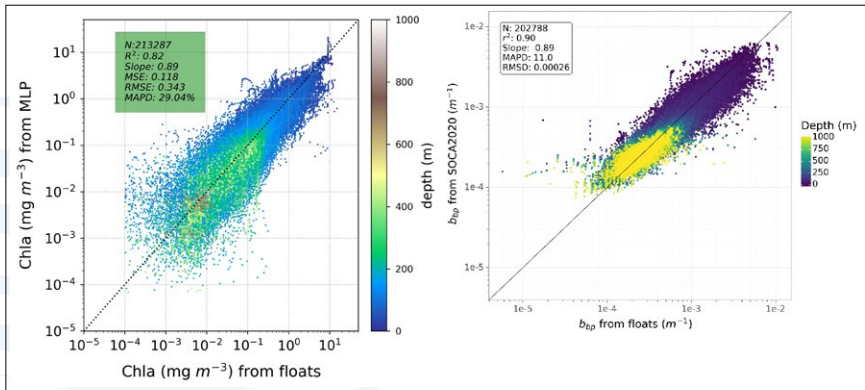 N:213287
R²: 0.82
Slope: 0.89
MSE: 0.118
RMSE: 0.343
MAPD: 29.04%
Chla (mg m⁻³) from MLP
10¹
10⁰
10⁻¹
10⁻²
10⁻³
10⁻⁴
10⁻⁵
10⁻⁵ 10⁻⁴ 10⁻³ 10⁻² 10⁻¹ 10⁰ 10¹
Chla (mg m⁻³) from floats
1000
800
600
400
200
0
depth (m)
N: 202788
r²: 0.90
Slope: 0.89
MAPD: 11.0
RMSD: 0.00026
b_bp from SOCA2020 (m⁻¹)
1e-2
1e-3
1e-4
1e-5
1e-5 1e-4 1e-3 1e-2
b_bp from floats (m⁻¹)
Depth (m)
1000
750
500
250
0